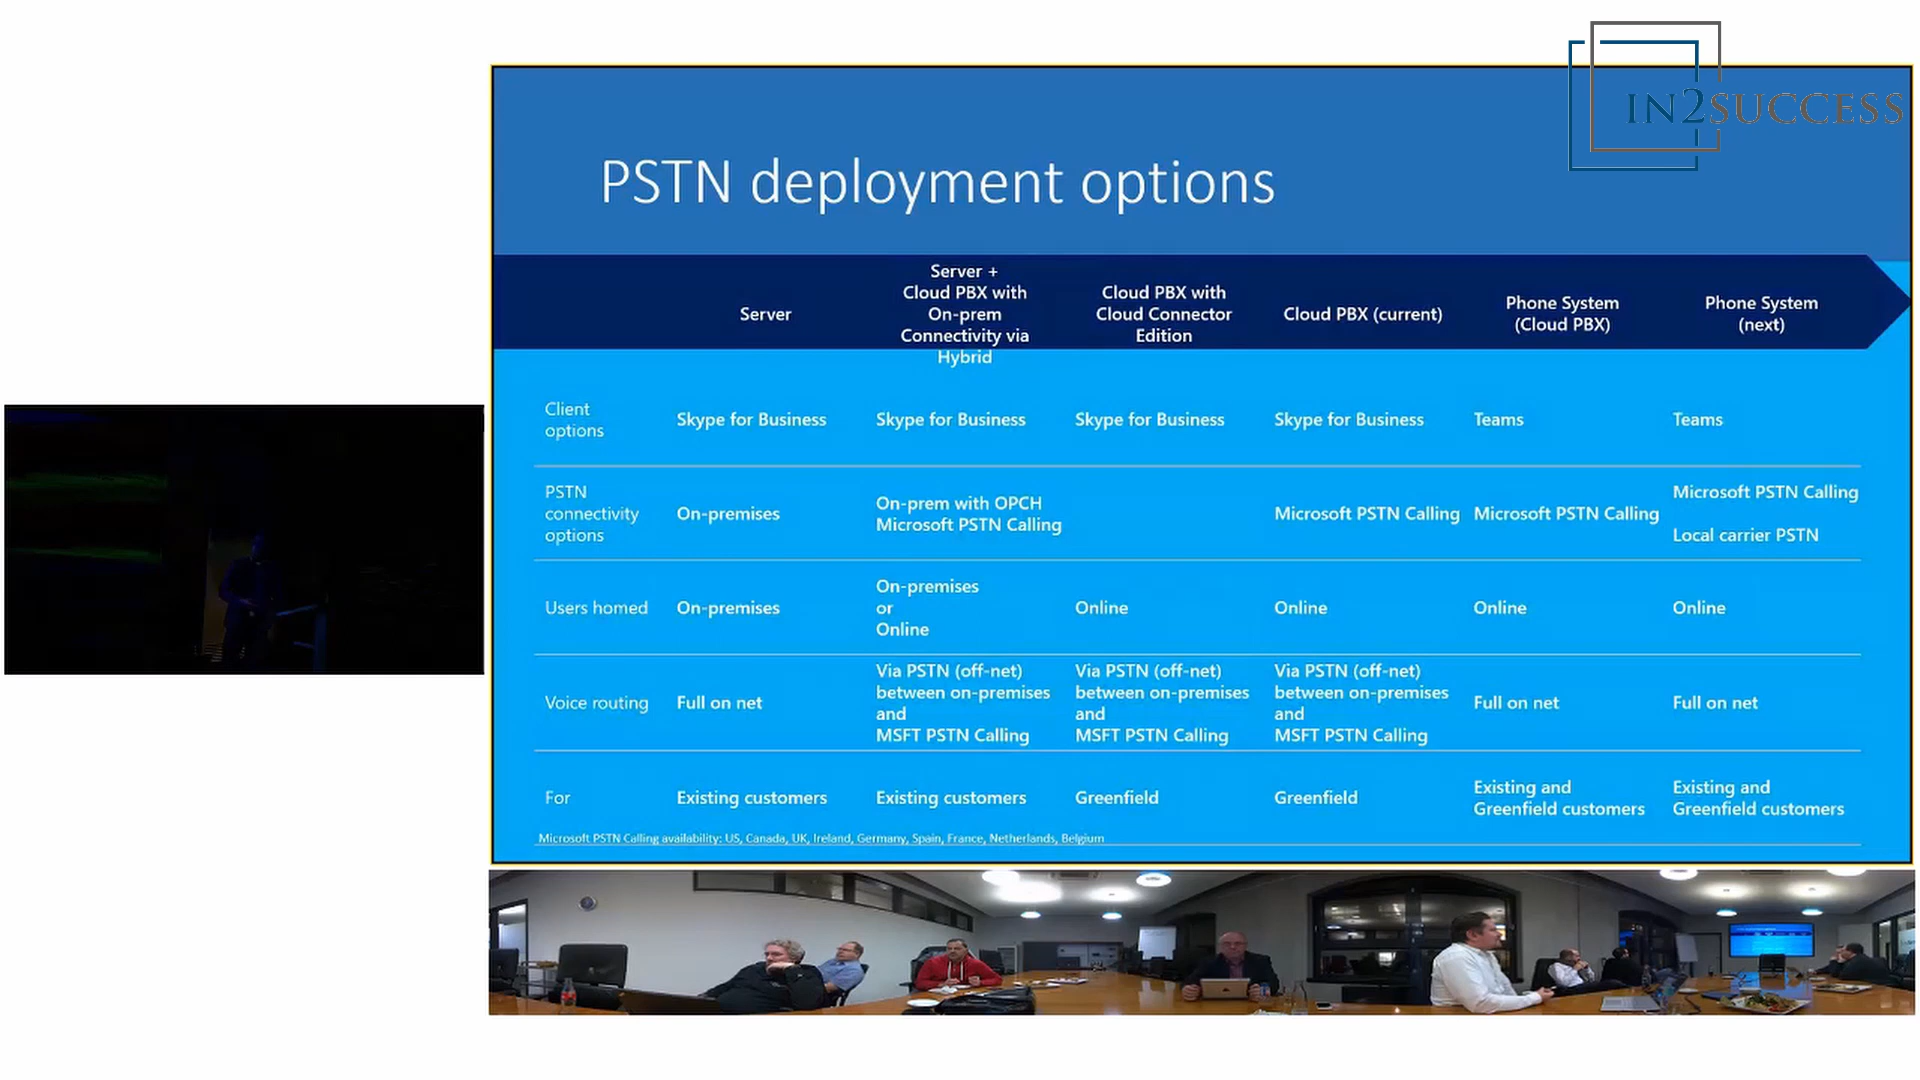 IN2SUCCESS
PSTN deployment options
Server
Server +
Cloud PBX with
On-prem
Connectivity via
Hybrid
Cloud PBX with
Cloud Connector
Edition
Cloud PBX (current)
Phone System
(Cloud PBX)
Phone System
(next)
Client
options
Skype for Business
Skype for Business
Skype for Business
Skype for Business
Teams
Teams
PSTN
connectivity
options
On-premises
On-prem with OPCH
Microsoft PSTN Calling
Microsoft PSTN Calling
Microsoft PSTN Calling
Microsoft PSTN Calling
Local carrier PSTN
Users homed
On-premises
On-premises
or
Online
Online
Online
Online
Online
Voice routing
Full on net
Via PSTN (off-net)
between on-premises
and
MSFT PSTN Calling
Via PSTN (off-net)
between on-premises
and
MSFT PSTN Calling
Via PSTN (off-net)
between on-premises
and
MSFT PSTN Calling
Full on net
Full on net
For
Existing customers
Existing customers
Greenfield
Greenfield
Existing and
Greenfield customers
Existing and
Greenfield customers
Microsoft PSTN Calling availability: US, Canada, UK, Ireland, Germany, Spain, France, Netherlands, Belgium